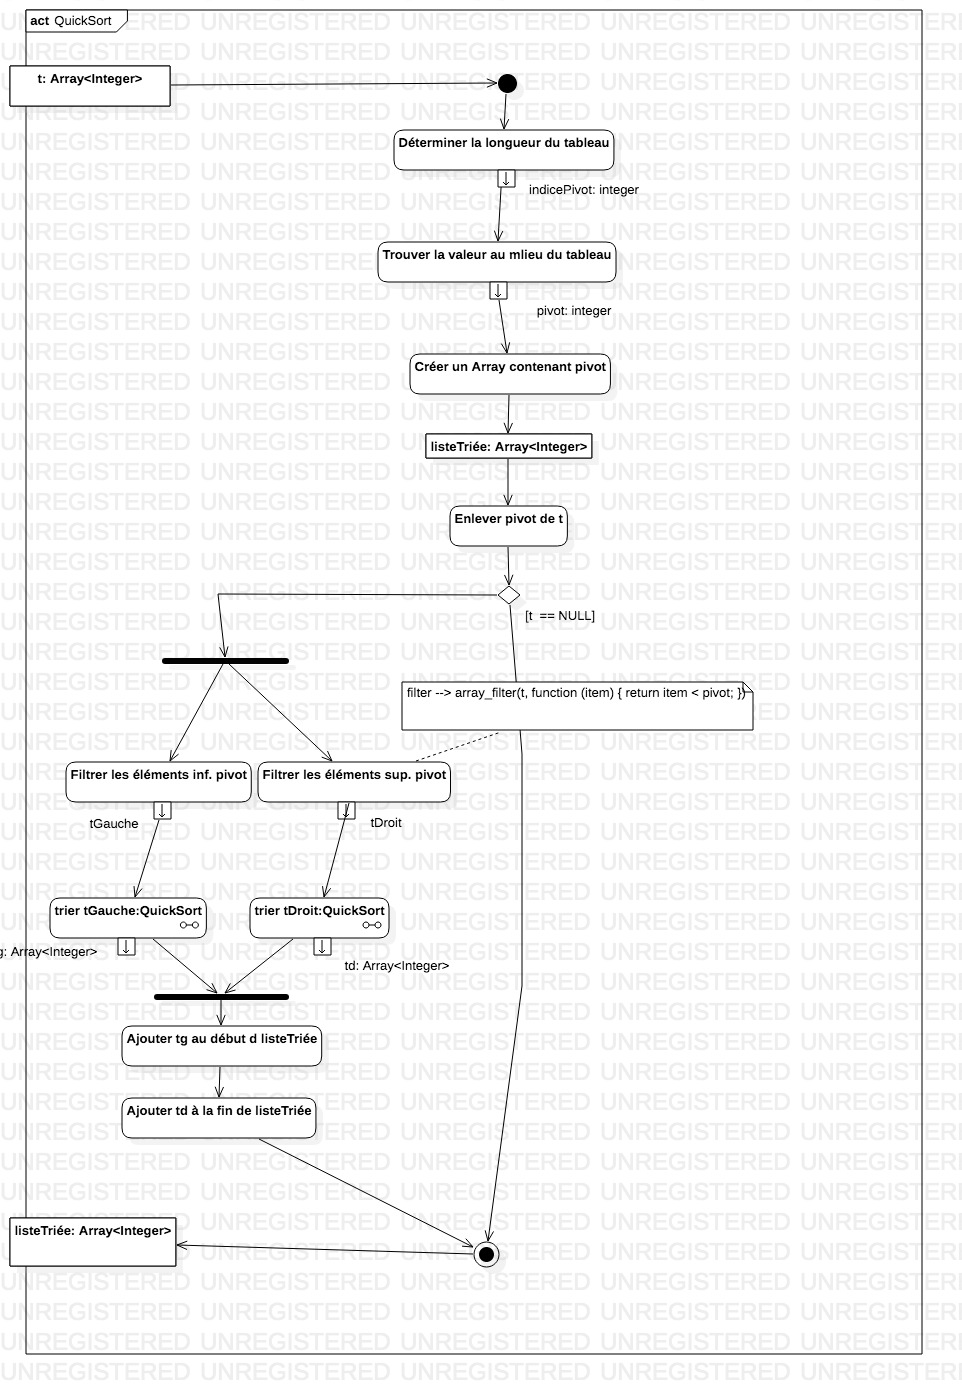 act QuickSort
t: Array<Integer>
Déterminer la longueur du tableau
indicePivot: integer
Trouver la valeur au mlieu du tableau
pivot: integer
Créer un Array contenant pivot
listeTriée: Array<Integer>
Enlever pivot de t
[t == NULL]
filter --> array_filter(t, function (item) { return item < pivot; })
Filtrer les éléments inf. pivot
Filtrer les éléments sup. pivot
tGauche
tDroit
trier tGauche:QuickSort
trier tDroit:QuickSort
g: Array<Integer>
td: Array<Integer>
Ajouter tg au début d listeTriée
Ajouter td à la fin de listeTriée
listeTriée: Array<Integer>
UNREGISTERED